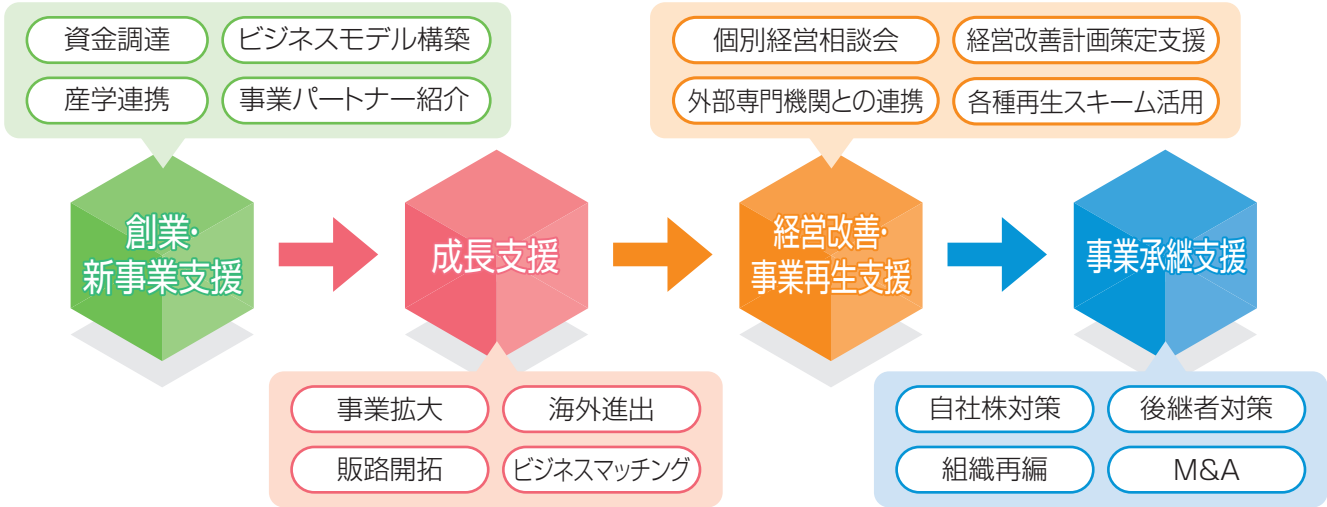 資金調達
ビジネスモデル構築
産学連携
事業パートナー紹介
個別経営相談会
経営改善計画策定支援
外部専門機関との連携
各種再生スキーム活用
創業・
新事業支援
成長支援
経営改善・
事業再生支援
事業承継支援
事業拡大
海外進出
販路開拓
ビジネスマッチング
自社株対策
後継者対策
組織再編
M&A